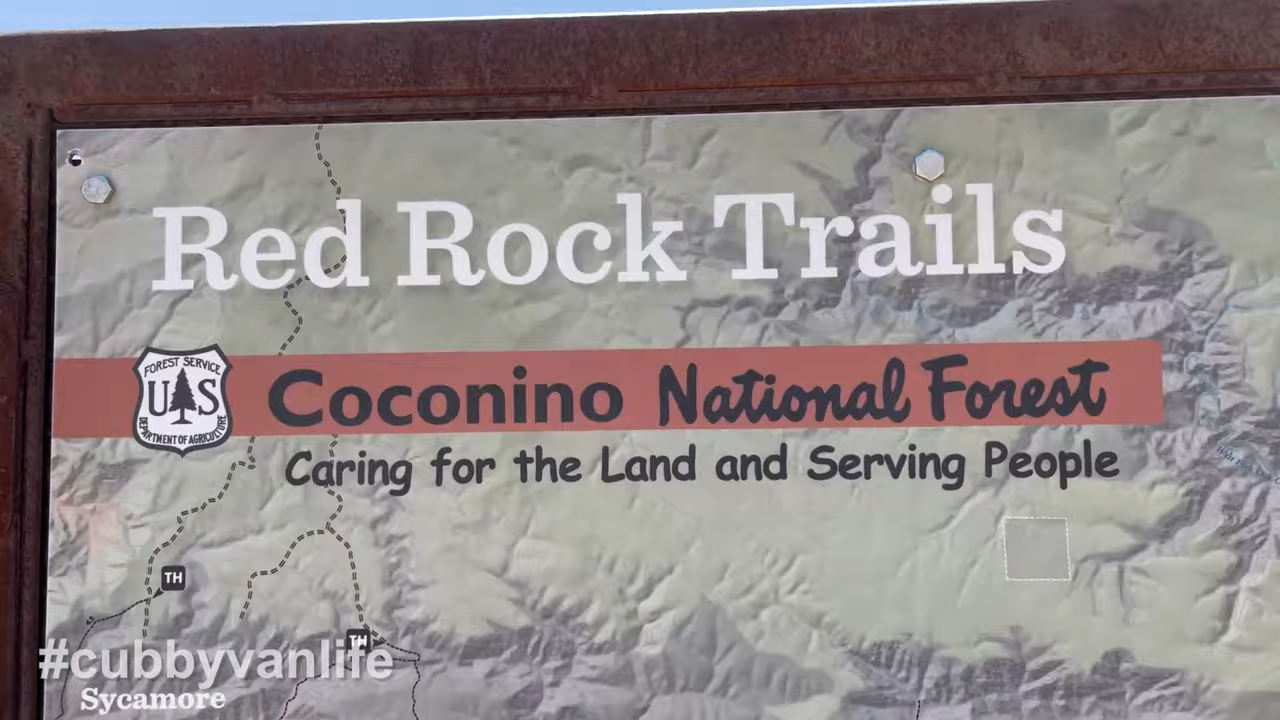 Red Rock Trails
FOREST SERVICE
US
DEPARTMENT OF AGRICULTURE
Coconino National Forest
Caring for the Land and Serving People
TH
TH
#cubbyvanlife
Sycamore